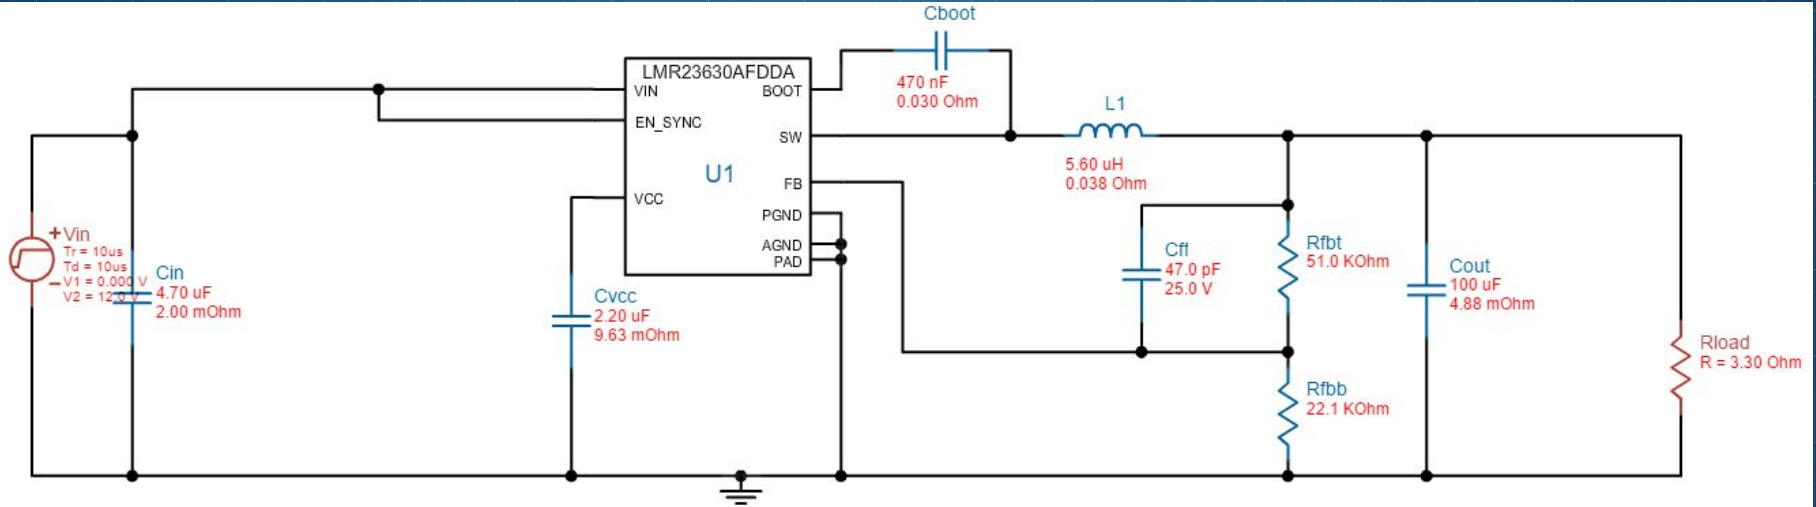 Cboot
470 nF
0.030 Ohm
LMR23630AFDDA
VIN
BOOT
EN_SYNC
SW
U1
FB
VCC
PGND
AGND
PAD
L1
5.60 uH
0.038 Ohm
+
Vin
Tr = 10us
Td = 10us
V1 = 0.000 V
V2 = 12.0 V
Cin
4.70 uF
2.00 mOhm
Cvcc
2.20 uF
9.63 mOhm
Cff
47.0 pF
25.0 V
Rfbt
51.0 KOhm
Cout
100 uF
4.88 mOhm
Rfbb
22.1 KOhm
Rload
R = 3.30 Ohm